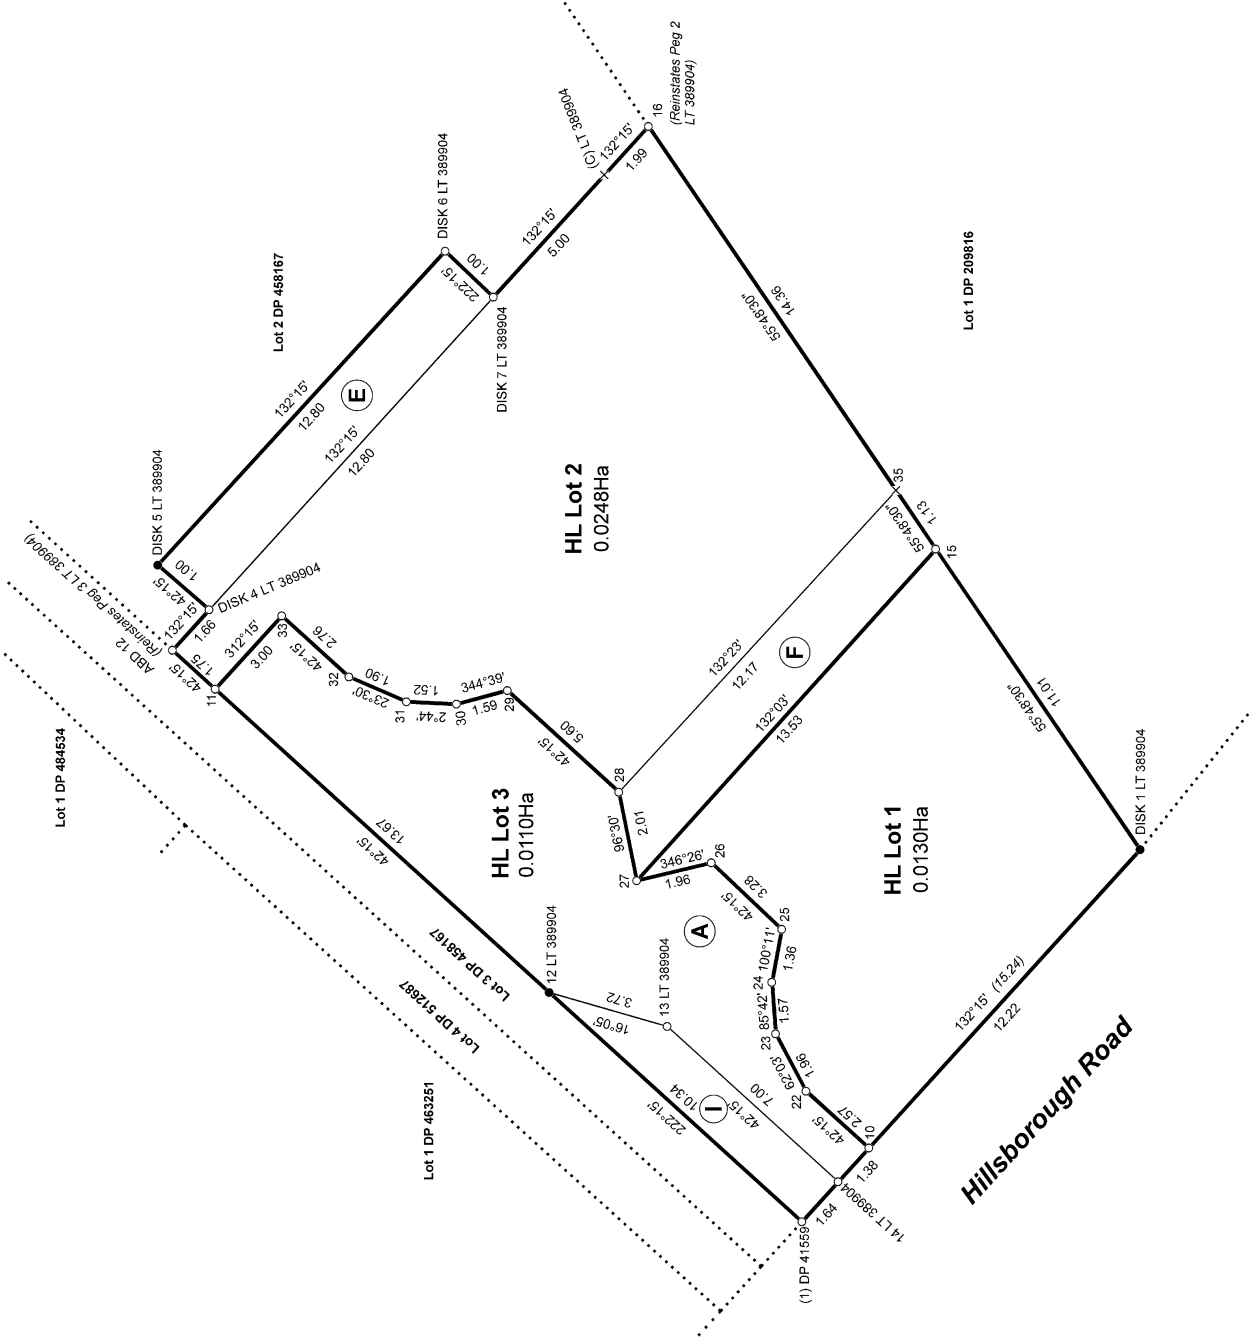 16
(Reinstates Peg 2
LT 389904)
(C) LT 389904
132°15'
1.99
DISK 6 LT 389904
1.00
222°15'
132°15'
5.00
Lot 2 DP 458167
DISK 7 LT 389904
132°15'
12.80
E
132°15'
12.80
DISK 5 LT 389904
1.00
42°15'
DISK 4 LT 389904
132°15'
1.66
(Reinstates Peg 3 LT 389904)
ABD 12
42°15'
1.75
11
312°15'
3.00
33
2.76
42°15'
32
1.90
23°30'
31
1.52
2°44'
30
344°39'
1.59
29
5.60
42°15'
28
96°30'
2.01
27
346°26'
1.96
26
3.28
42°15'
25
100°11'
1.36
24
85°42'
1.57
23
62°03'
1.96
22
2.57
42°15'
10
HL Lot 2
0.0248Ha
14.36
55°48'30"
Lot 1 DP 209816
35
55°48'30"
1.13
15
132°23'
12.17
F
132°03'
13.53
11.01
55°48'30"
DISK 1 LT 389904
HL Lot 3
0.0110Ha
HL Lot 1
0.0130Ha
A
Lot 1 DP 484534
13.67
42°15'
Lot 3 DP 458167
Lot 4 DP 512687
Lot 1 DP 463251
12 LT 389904
3.72
16°05'
13 LT 389904
7.00
42°15'
I
10.34
222°15'
132°15' (15.24)
12.22
1.38
14 LT 389904
1.64
(1) DP 41559
Hillsborough Road